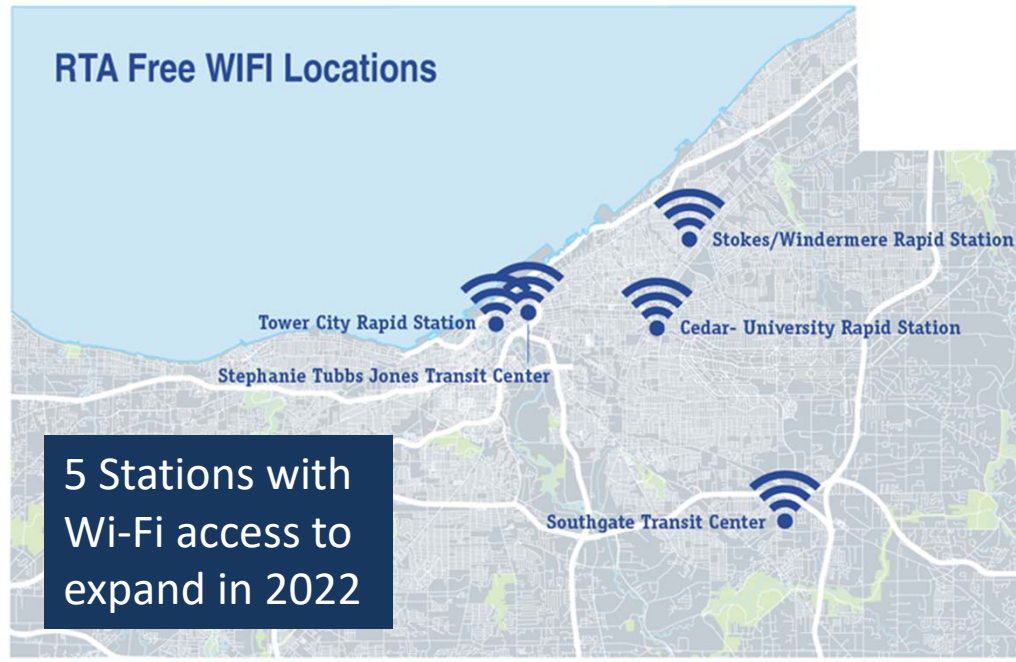 RTA Free WIFI Locations
Stokes/Windermere Rapid Station
Tower City Rapid Station
Cedar- University Rapid Station
Stephanie Tubbs Jones Transit Center
5 Stations with
Wi-Fi access to
expand in 2022
Southgate Transit Center